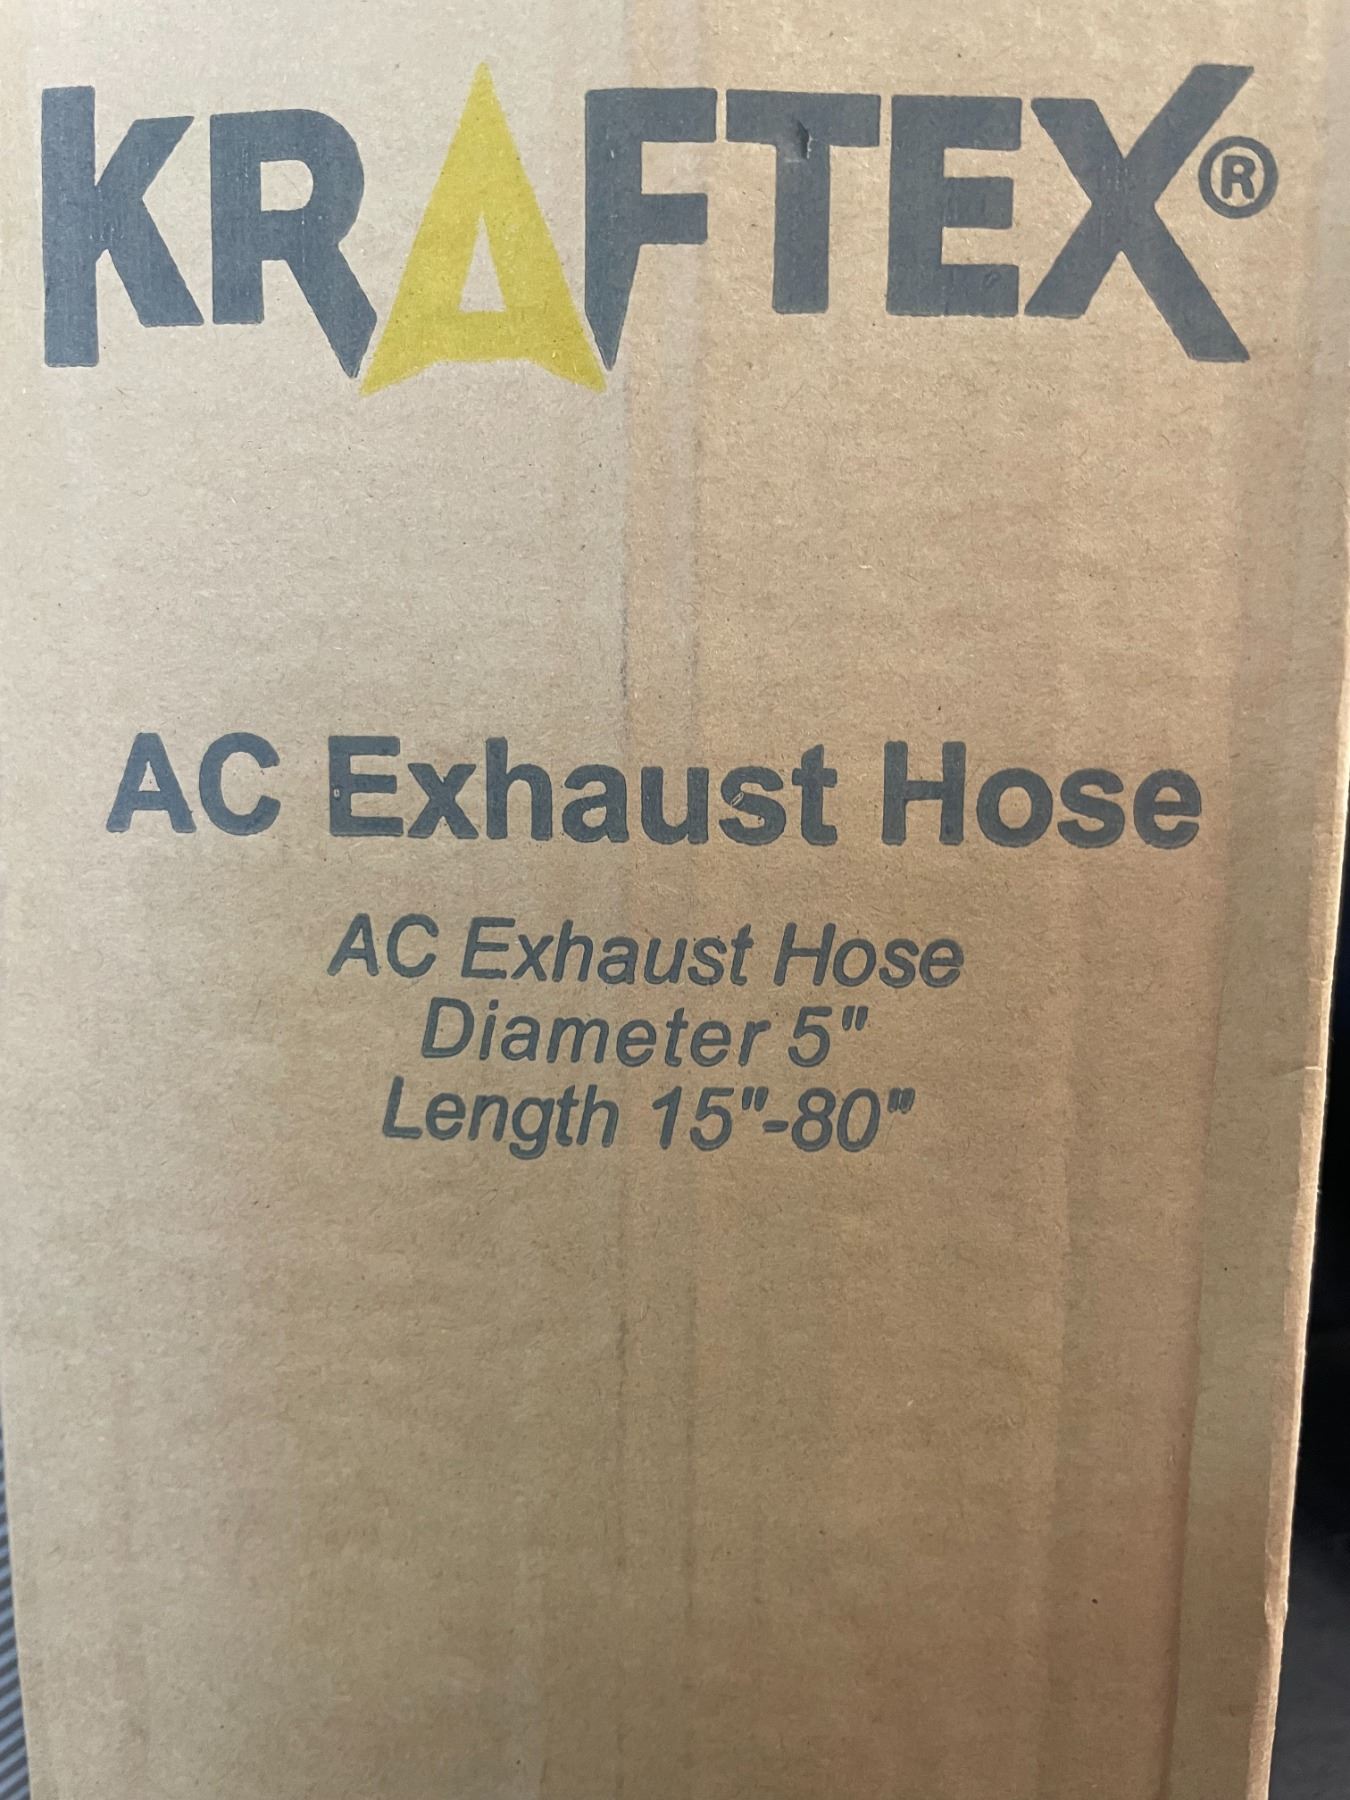 KRAFTEX®
AC Exhaust Hose
AC Exhaust Hose
Diameter 5"
Length 15"-80"